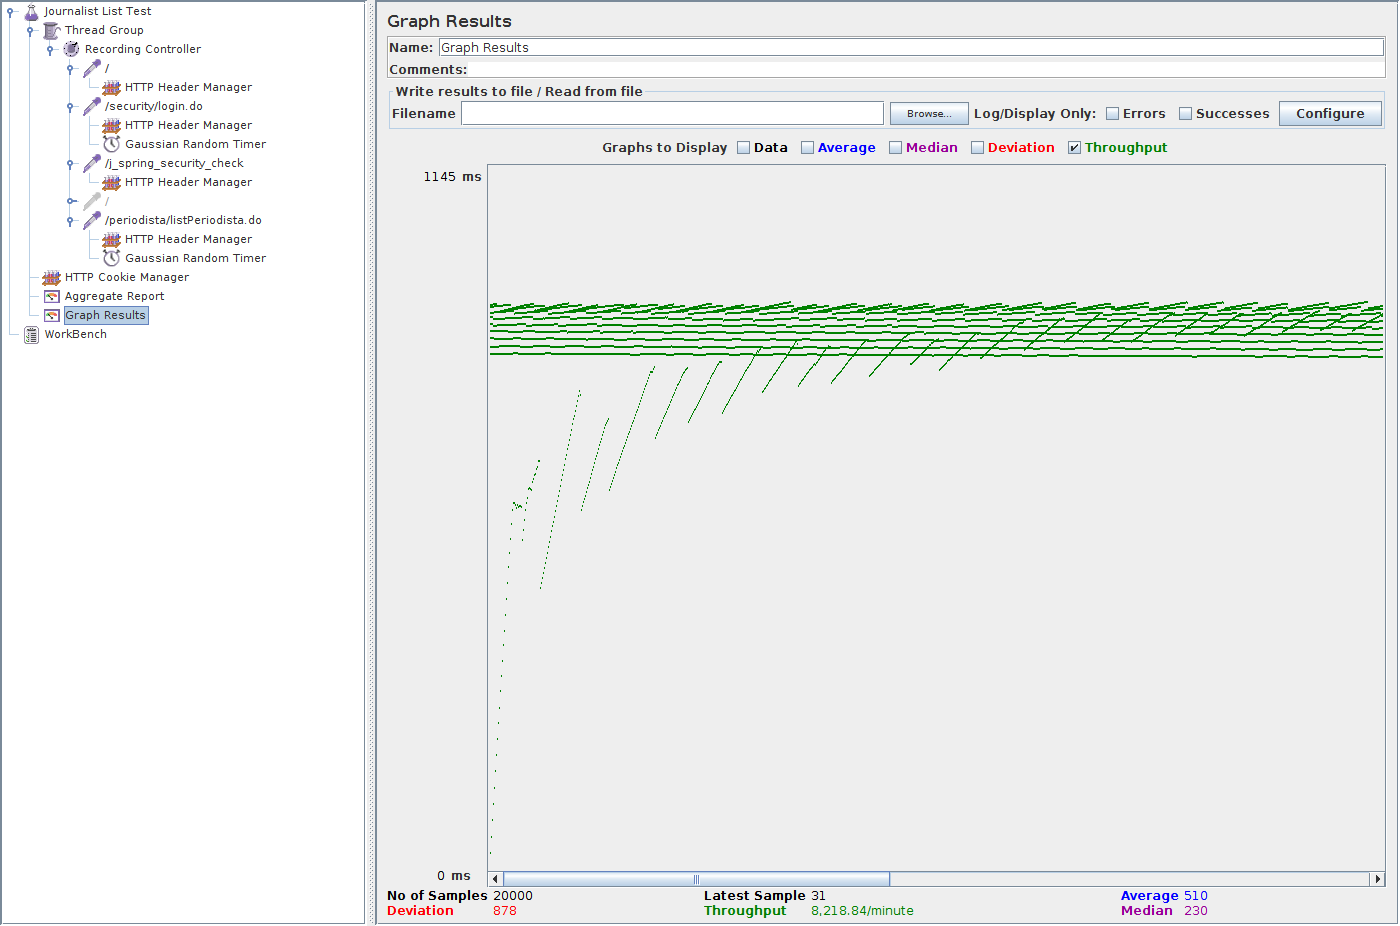 Journalist List Test
Thread Group
Recording Controller
/
HTTP Header Manager
/security/login.do
HTTP Header Manager
Gaussian Random Timer
/j_spring_security_check
HTTP Header Manager
/
/periodista/listPeriodista.do
HTTP Header Manager
Gaussian Random Timer
HTTP Cookie Manager
Aggregate Report
Graph Results
WorkBench
Graph Results
Name: Graph Results
Comments:
Write results to file / Read from file
Filename Browse... Log/Display Only: Errors Successes Configure
Graphs to Display Data Average Median Deviation Throughput
1145 ms
0 ms
No of Samples 20000 Latest Sample 31 Average 510
Deviation 878 Throughput 8,218.84/minute Median 230